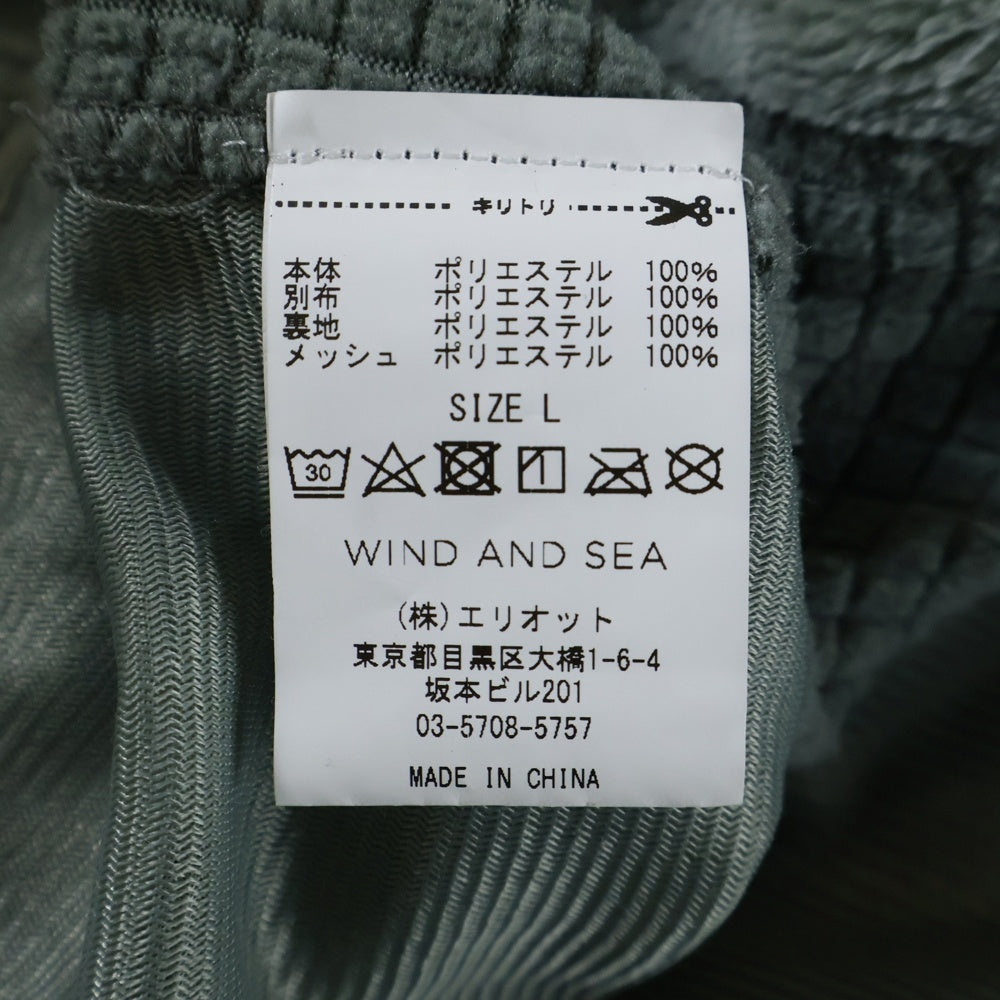 キリトリ
本体 ポリエステル 100%
別布 ポリエステル 100%
裏地 ポリエステル 100%
メッシュ ポリエステル 100%
SIZE L
30
WIND AND SEA
(株)エリオット
東京都目黒区大橋1-6-4
坂本ビル201
03-5708-5757
MADE IN CHINA